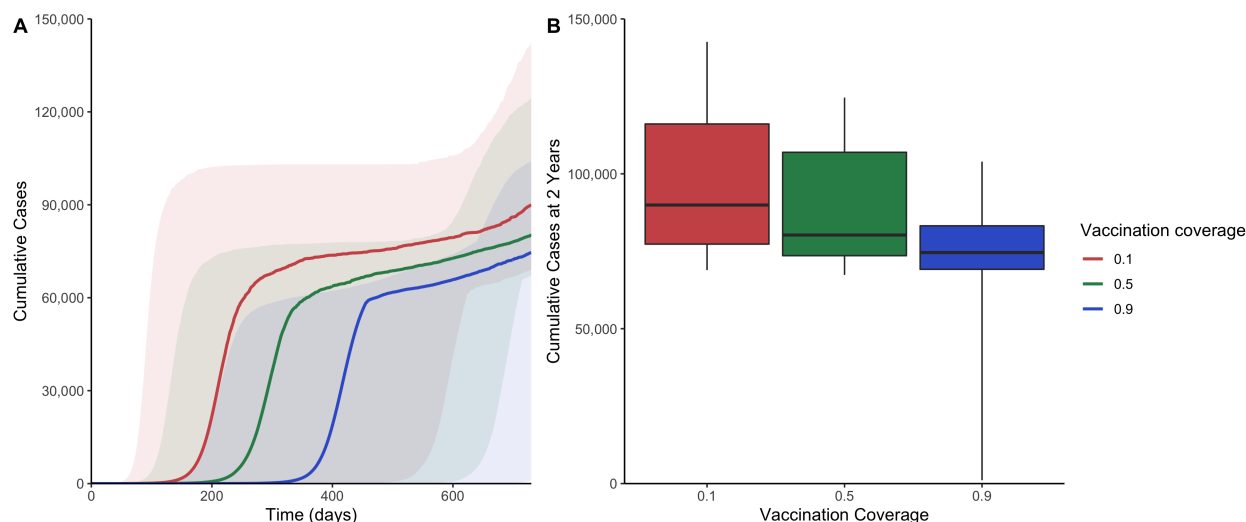 A
150,000
120,000
90,000
60,000
30,000
0
Cumulative Cases
0
200
400
600
Time (days)
B
150,000
100,000
50,000
0
Cumulative Cases at 2 Years
0.1
0.5
0.9
Vaccination Coverage
Vaccination coverage
0.1
0.5
0.9